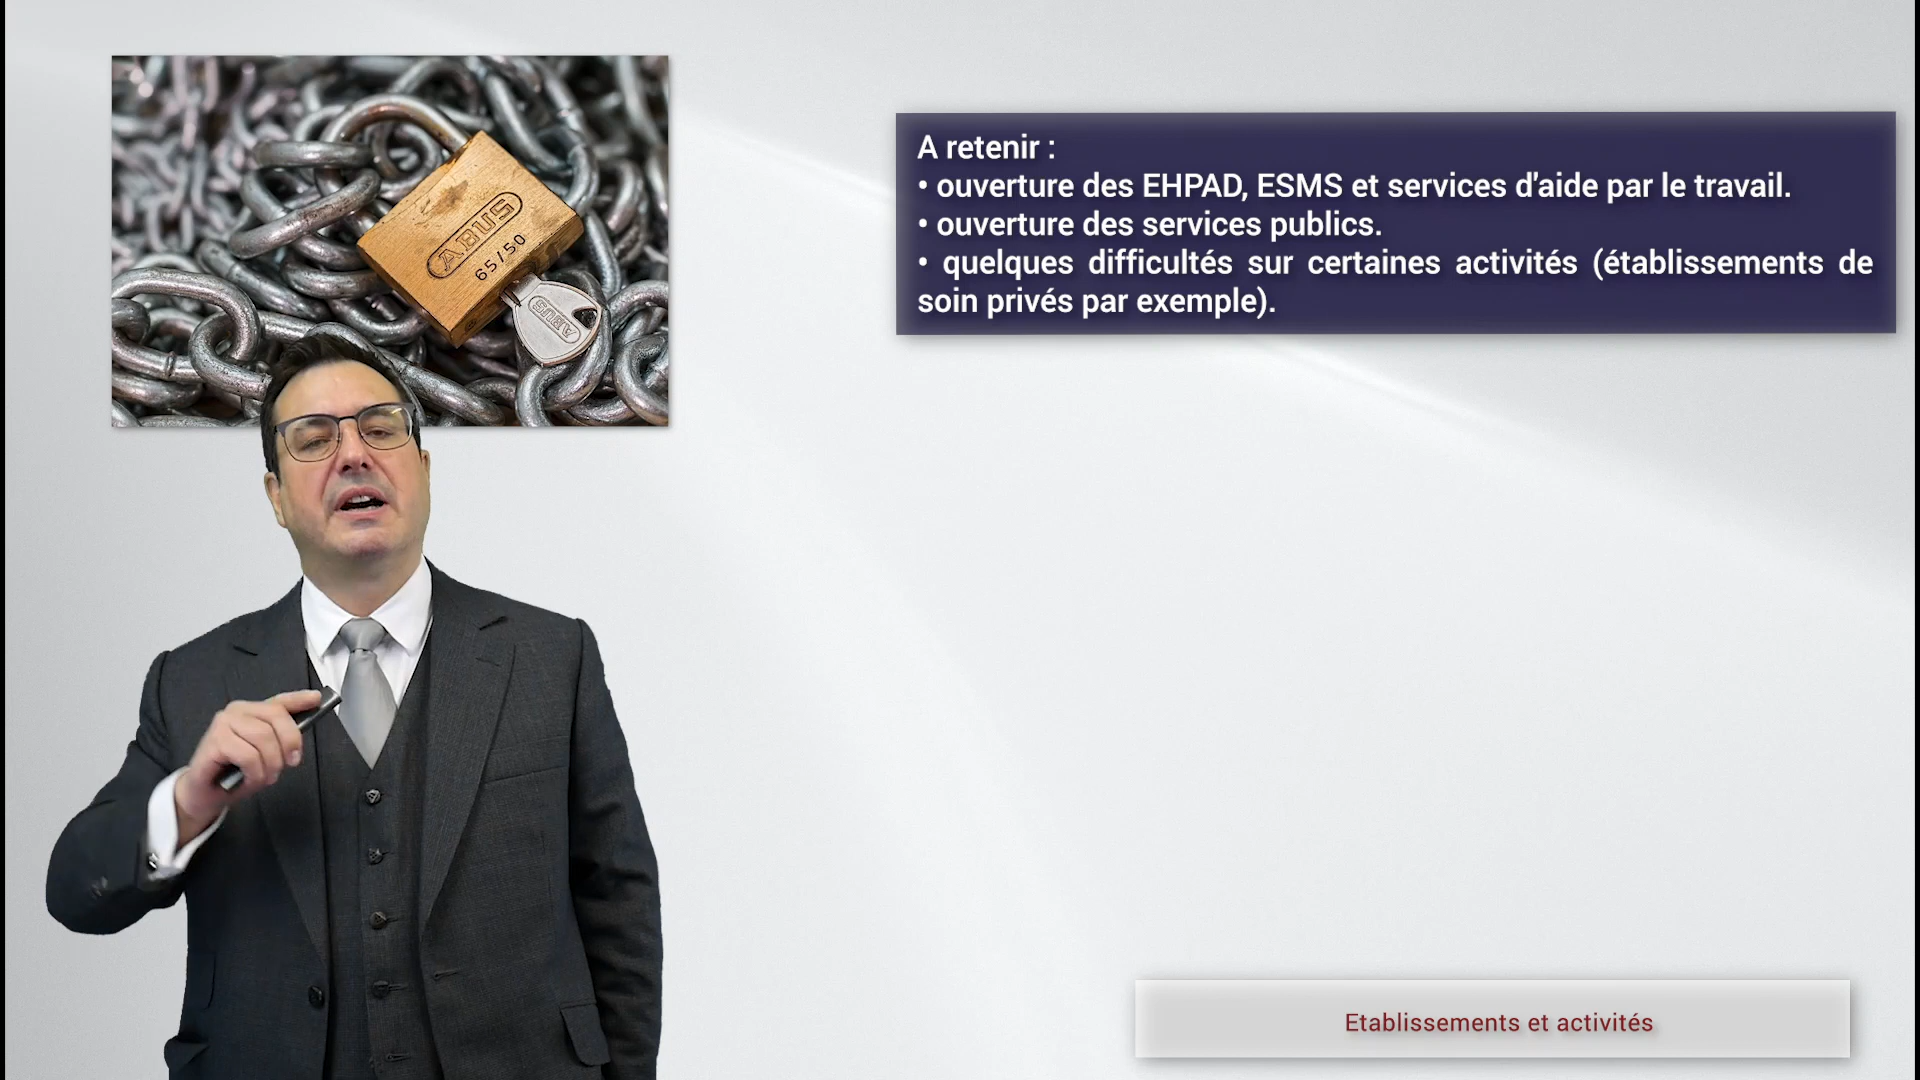 ABUS
65/50
ABUS
A retenir :
• ouverture des EHPAD, ESMS et services d'aide par le travail.
• ouverture des services publics.
• quelques difficultés sur certaines activités (établissements de
soin privés par exemple).
Etablissements et activités